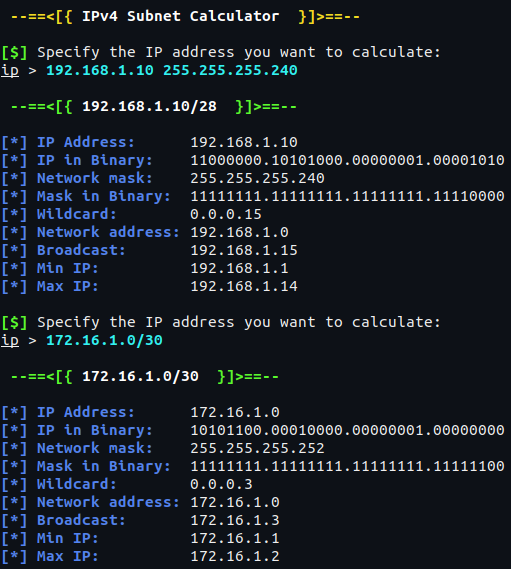 --==<[{ IPv4 Subnet Calculator  }]>==--
[$] Specify the IP address you want to calculate:
ip > 192.168.1.10 255.255.255.240
--==<[{ 192.168.1.10/28  }]>==--
[*] IP Address:      192.168.1.10
[*] IP in Binary:    11000000.10101000.00000001.00001010
[*] Network mask:    255.255.255.240
[*] Mask in Binary:  11111111.11111111.11111111.11110000
[*] Wildcard:        0.0.0.15
[*] Network address: 192.168.1.0
[*] Broadcast:       192.168.1.15
[*] Min IP:          192.168.1.1
[*] Max IP:          192.168.1.14
[$] Specify the IP address you want to calculate:
ip > 172.16.1.0/30
--==<[{ 172.16.1.0/30  }]>==--
[*] IP Address:      172.16.1.0
[*] IP in Binary:    10101100.00010000.00000001.00000000
[*] Network mask:    255.255.255.252
[*] Mask in Binary:  11111111.11111111.11111111.11111100
[*] Wildcard:        0.0.0.3
[*] Network address: 172.16.1.0
[*] Broadcast:       172.16.1.3
[*] Min IP:          172.16.1.1
[*] Max IP:          172.16.1.2